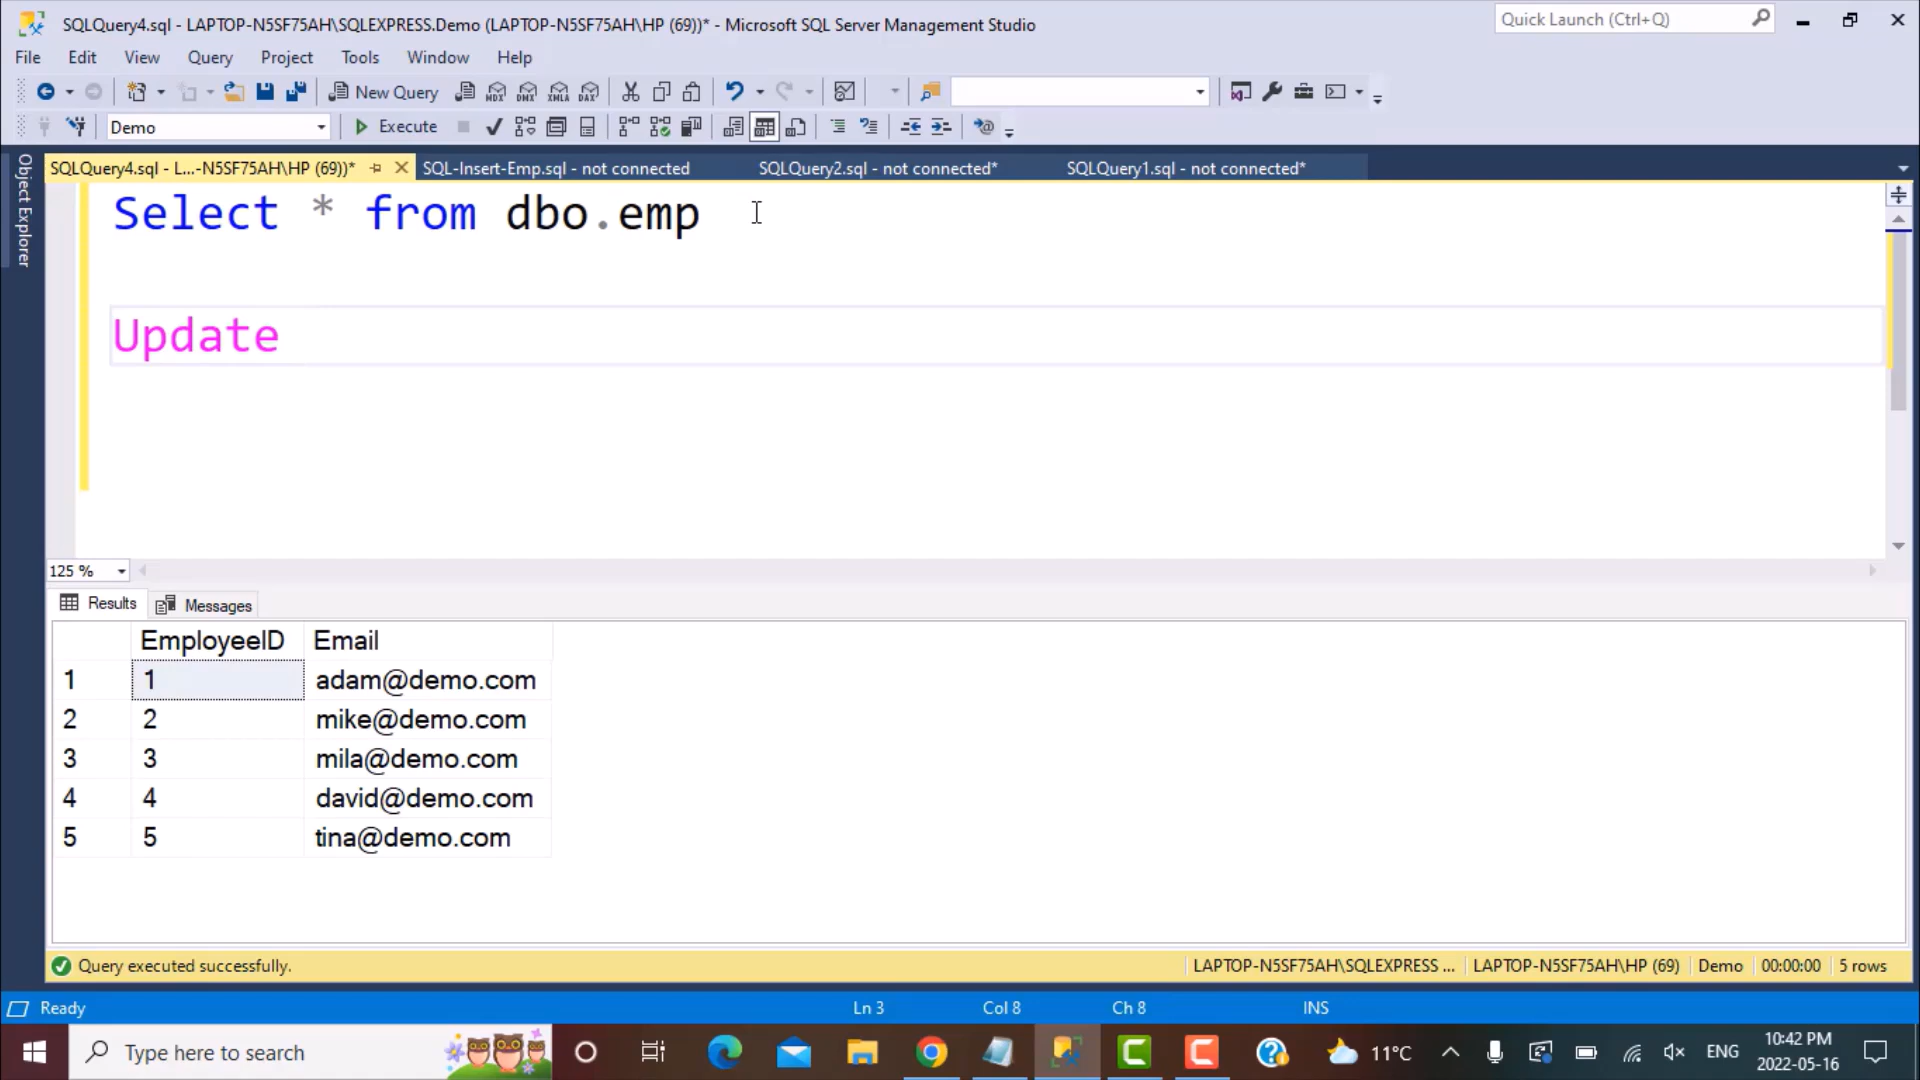 SQLQuery4.sql - LAPTOP-N5SF75AH\SQLEXPRESS.Demo (LAPTOP-N5SF75AH\HP (69))* - Microsoft SQL Server Management Studio
Quick Launch (Ctrl+Q)
File Edit View Query Project Tools Window Help
New Query
MDX DMX XMLA DAX
Demo
Execute
Object Explorer
SQLQuery4.sql - L...-N5SF75AH\HP (69))*
SQL-Insert-Emp.sql - not connected
SQLQuery2.sql - not connected*
SQLQuery1.sql - not connected*
Select * from dbo.emp
Update
125 %
Results Messages
EmployeeID Email
1 1 adam@demo.com
2 2 mike@demo.com
3 3 mila@demo.com
4 4 david@demo.com
5 5 tina@demo.com
Query executed successfully.
LAPTOP-N5SF75AH\SQLEXPRESS ... LAPTOP-N5SF75AH\HP (69) Demo 00:00:00 5 rows
Ready Ln 3 Col 8 Ch 8 INS
Type here to search
11°C
ENG
10:42 PM
2022-05-16